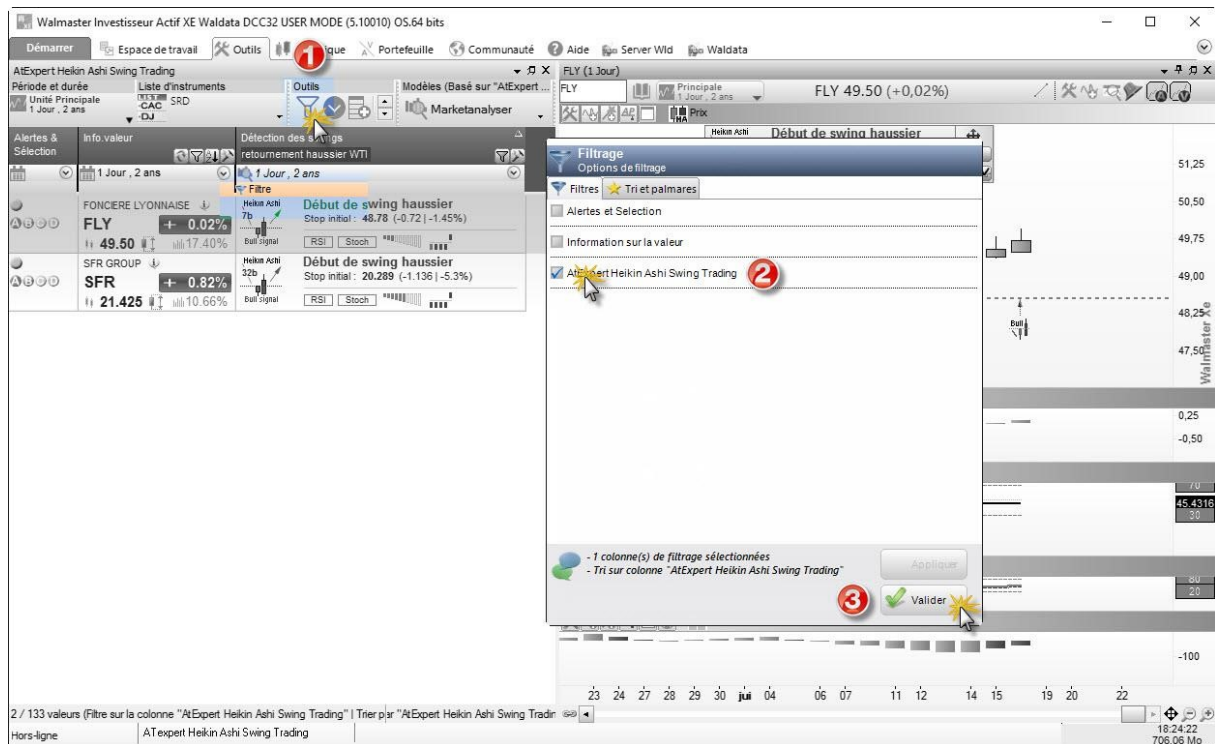 Walmaster Investisseur Actif XE Waldata DCC32 USER MODE (5.10010) OS.64 bits
Démarrer Espace de travail Outils 1 ique Portefeuille Communauté Aide Server Wld Waldata
AtExpert Heikin Ashi Swing Trading
Période et durée Liste d'instruments Outils Modèles (Basé sur "AtExpert ...
Unité Principale
1 Jour , 2 ans
LIST
CAC
DJ
SRD
Marketanalyser
Alertes & Sélection
Info.valeur
Détection des s ngs
retournement haussier WTI
1 Jour , 2 ans
1 Jour , 2 ans
Filtre
FONCIERE LYONNAISE
FLY + 0.02%
49.50 17.40%
Heikin Ashi
7b
Bull signal
Début de swing haussier
Stop initial : 48.78 (-0.72 | -1.45%)
RSI Stoch
SFR GROUP
SFR + 0.82%
21.425 10.66%
Heikin Ashi
32b
Bull signal
Début de swing haussier
Stop initial : 20.289 (-1.136 | -5.3%)
RSI Stoch
FLY (1 Jour)
FLY
Principale
1 Jour , 2 ans
FLY 49.50 (+0,02%)
HA Prix
Heikin Ashi Début de swing haussier
Filtrage
Options de filtrage
Filtres Tri et palmares
Alertes et Selection
Information sur la valeur
AtExpert Heikin Ashi Swing Trading 2
- 1 colonne(s) de filtrage sélectionnées
- Tri sur colonne "AtExpert Heikin Ashi Swing Trading"
Appliquer
3 Valider
Bull
51,25
50,50
49,75
49,00
48,25
47,50
Walmaster Xe
0,25
-0,50
70
45.4316
30
80
20
-100
23 24 27 28 29 30 jui 04 06 07 11 12 14 15 19 20 22
2 / 133 valeurs (Filtre sur la colonne "AtExpert Heikin Ashi Swing Trading" | Trier par "AtExpert Heikin Ashi Swing Tradin
Hors-ligne ATexpert Heikin Ashi Swing Trading
18:24:22
706.06 Mo